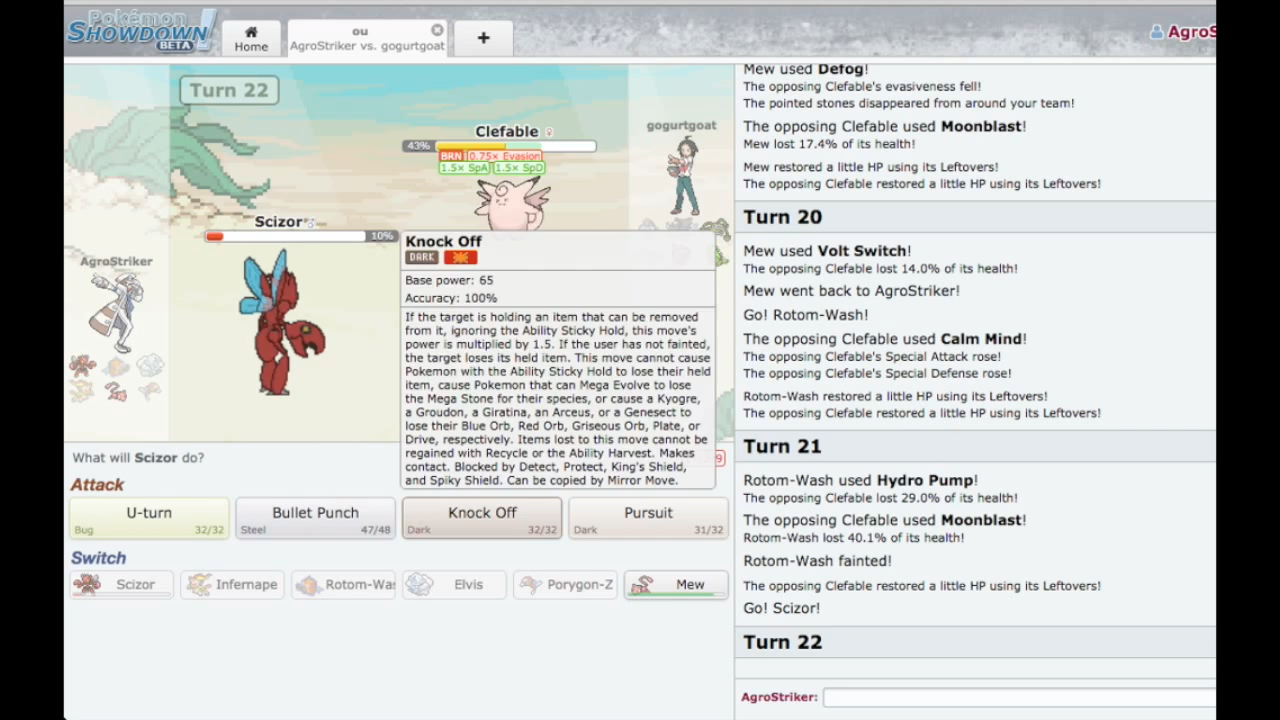 Pokémon
SHOWDOWN!
BETA
Home
ou
AgroStriker vs. gogurtgoat
+
AgroS
Turn 22
Clefable ♀
43%
BRN 0.75× Evasion
1.5× SpA 1.5× SpD
gogurtgoat
Scizor♂
10%
AgroStriker
Knock Off
DARK
Base power: 65
Accuracy: 100%
If the target is holding an item that can be removed
from it, ignoring the Ability Sticky Hold, this move's
power is multiplied by 1.5. If the user has not fainted,
the target loses its held item. This move cannot cause
Pokemon with the Ability Sticky Hold to lose their held
item, cause Pokemon that can Mega Evolve to lose
the Mega Stone for their species, or cause a Kyogre,
a Groudon, a Giratina, an Arceus, or a Genesect to
lose their Blue Orb, Red Orb, Griseous Orb, Plate, or
Drive, respectively. Items lost to this move cannot be
regained with Recycle or the Ability Harvest. Makes
contact. Blocked by Detect, Protect, King's Shield,
and Spiky Shield. Can be copied by Mirror Move.
9
What will Scizor do?
Attack
U-turn
Bug 32/32
Bullet Punch
Steel 47/48
Knock Off
Dark 32/32
Pursuit
Dark 31/32
Switch
Scizor
Infernape
Rotom-Was
Elvis
Porygon-Z
Mew
Mew used Defog!
The opposing Clefable's evasiveness fell!
The pointed stones disappeared from around your team!
The opposing Clefable used Moonblast!
Mew lost 17.4% of its health!
Mew restored a little HP using its Leftovers!
The opposing Clefable restored a little HP using its Leftovers!
Turn 20
Mew used Volt Switch!
The opposing Clefable lost 14.0% of its health!
Mew went back to AgroStriker!
Go! Rotom-Wash!
The opposing Clefable used Calm Mind!
The opposing Clefable's Special Attack rose!
The opposing Clefable's Special Defense rose!
Rotom-Wash restored a little HP using its Leftovers!
The opposing Clefable restored a little HP using its Leftovers!
Turn 21
Rotom-Wash used Hydro Pump!
The opposing Clefable lost 29.0% of its health!
The opposing Clefable used Moonblast!
Rotom-Wash lost 40.1% of its health!
Rotom-Wash fainted!
The opposing Clefable restored a little HP using its Leftovers!
Go! Scizor!
Turn 22
AgroStriker: